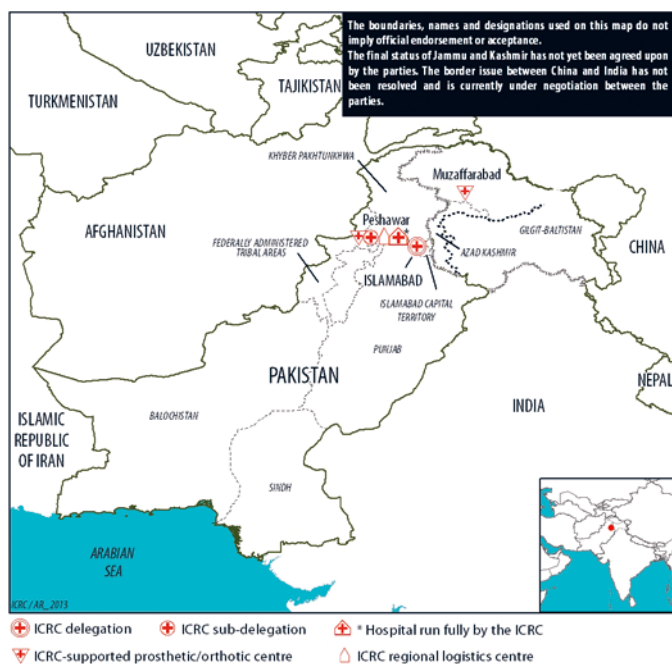 The boundaries, names and designations used on this map do not
imply official endorsement or acceptance.
The final status of Jammu and Kashmir has not yet been agreed upon
by the parties. The border issue between China and India has not
been resolved and is currently under negotiation between the
parties.
UZBEKISTAN
TAJIKISTAN
TURKMENISTAN
KHYBER PAKHTUNKHWA
Muzaffarabad
AFGHANISTAN
Peshawar
*
GILGIT-BALTISTAN
FEDERALLY ADMINISTERED
TRIBAL AREAS
AZAD KASHMIR
CHINA
ISLAMABAD
ISLAMABAD CAPITAL
TERRITORY
PUNJAB
PAKISTAN
NEPAL
INDIA
BALOCHISTAN
ISLAMIC
REPUBLIC
OF IRAN
SINDH
ARABIAN
SEA
ICRC / AR_2013
ICRC delegation
ICRC sub-delegation
* Hospital run fully by the ICRC
ICRC-supported prosthetic/orthotic centre
ICRC regional logistics centre